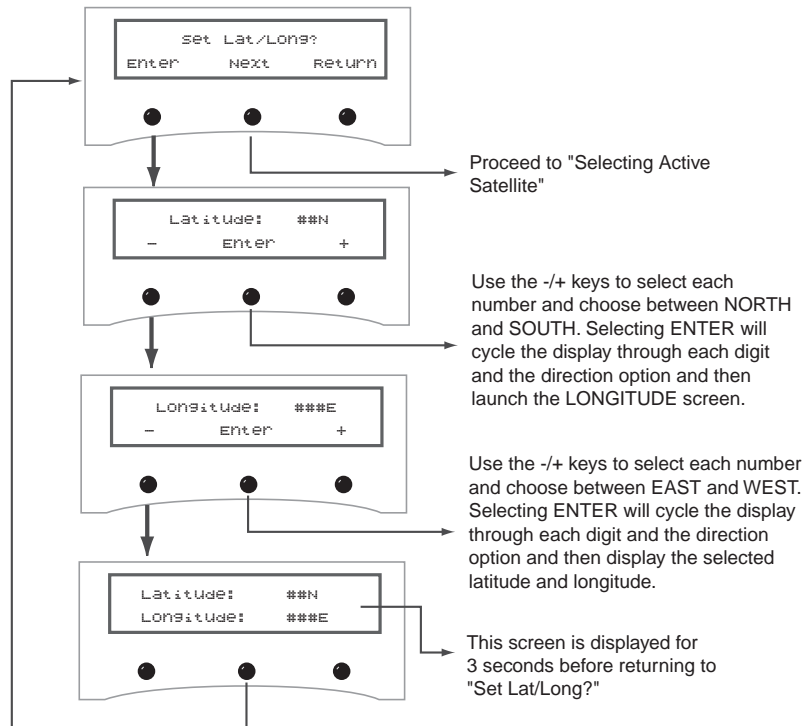 Set Lat/Long?
Enter Next Return
Proceed to "Selecting Active
Satellite"
Latitude: ##N
- Enter +
Use the -/+ keys to select each
number and choose between NORTH
and SOUTH. Selecting ENTER will
cycle the display through each digit
and the direction option and then
launch the LONGITUDE screen.
Longitude: ###E
- Enter +
Use the -/+ keys to select each number
and choose between EAST and WEST.
Selecting ENTER will cycle the display
through each digit and the direction
option and then display the selected
latitude and longitude.
Latitude: ##N
Longitude: ###E
This screen is displayed for
3 seconds before returning to
"Set Lat/Long?"